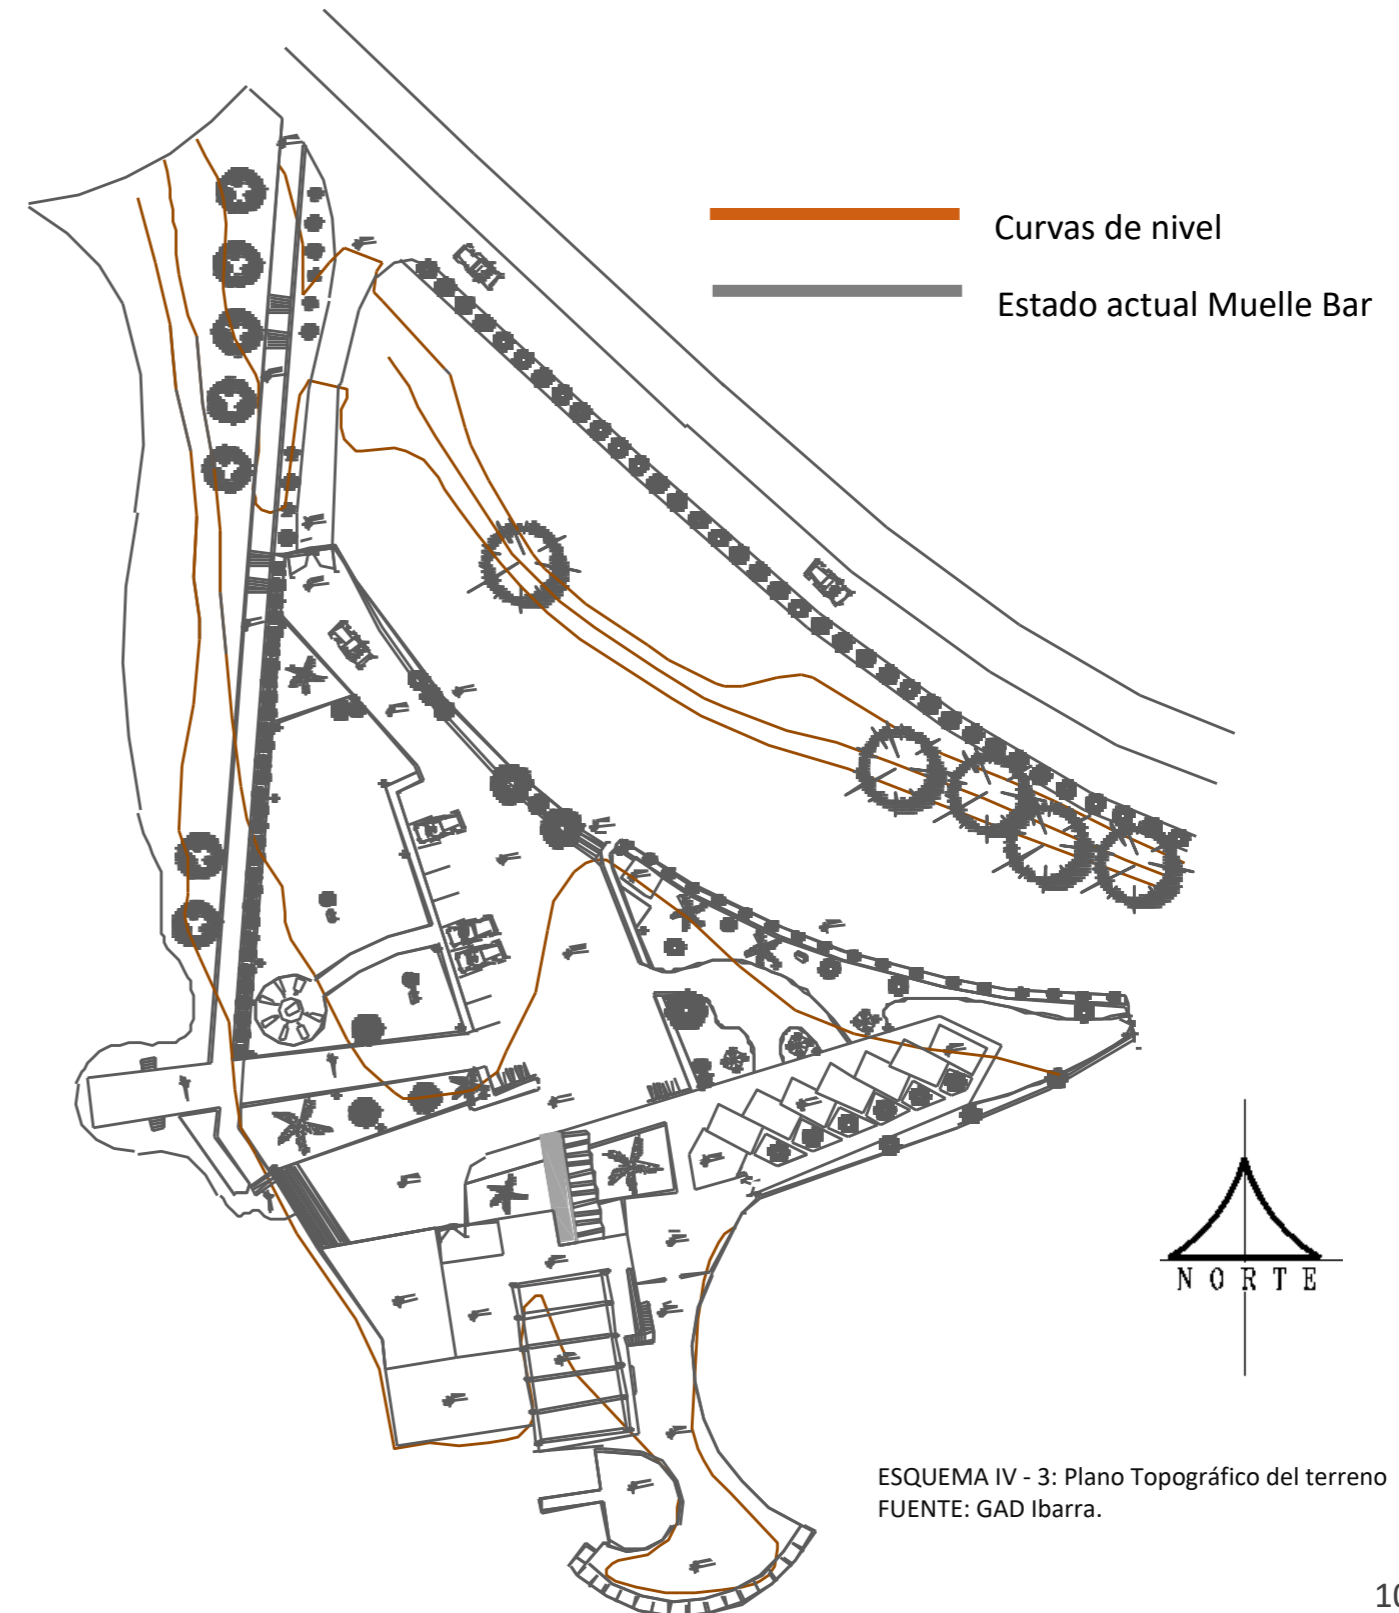 Curvas de nivel
Estado actual Muelle Bar
NORTE
ESQUEMA IV - 3: Plano Topográfico del terreno
FUENTE: GAD Ibarra.